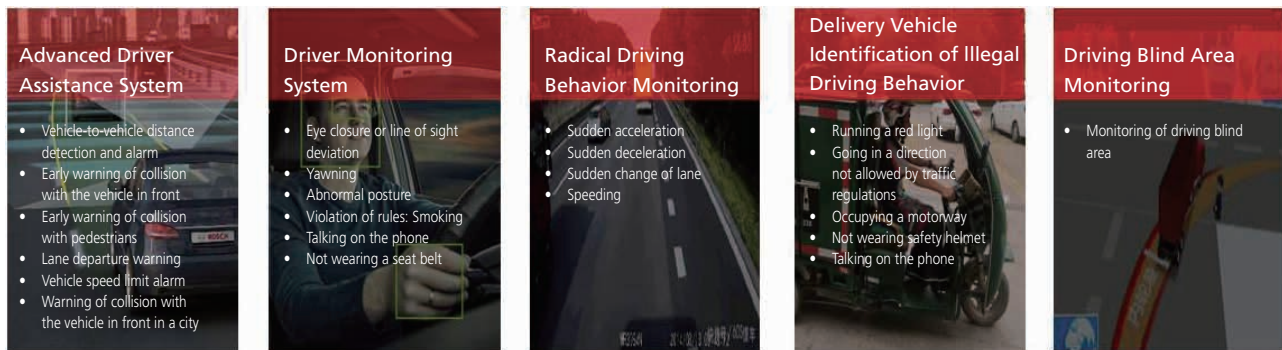 Advanced Driver
Assistance System
• Vehicle-to-vehicle distance
detection and alarm
• Early warning of collision
with the vehicle in front
• Early warning of collision
with pedestrians
• Lane departure warning
• Vehicle speed limit alarm
• Warning of collision with
the vehicle in front in a city
BOSCH
Driver Monitoring
System
• Eye closure or line of sight
deviation
• Yawning
• Abnormal posture
• Violation of rules: Smoking
• Talking on the phone
• Not wearing a seat belt
Radical Driving
Behavior Monitoring
• Sudden acceleration
• Sudden deceleration
• Sudden change of lane
• Speeding
Delivery Vehicle
Identification of Illegal
Driving Behavior
• Running a red light
• Going in a direction
not allowed by traffic
regulations
• Occupying a motorway
• Not wearing safety helmet
• Talking on the phone
Driving Blind Area
Monitoring
• Monitoring of driving blind
area